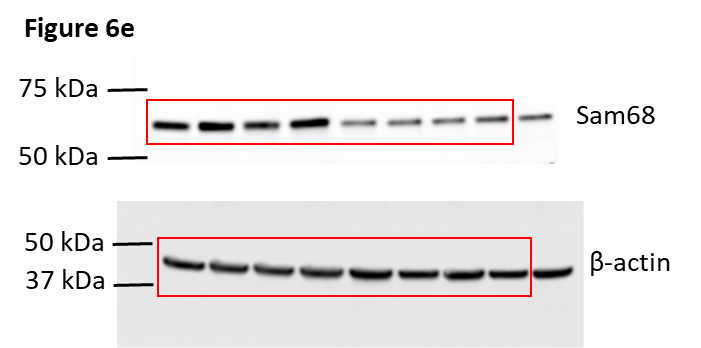 Figure 6e
75 kDa
Sam68
50 kDa
50 kDa
β-actin
37 kDa